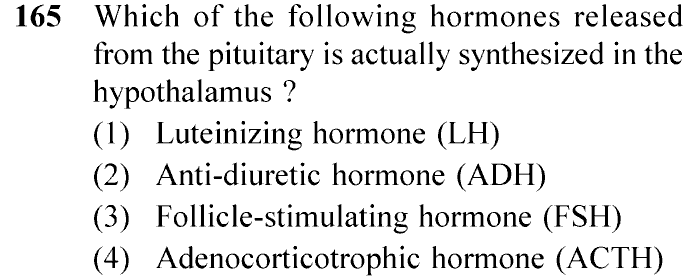 165 Which of the following hormones released
from the pituitary is actually synthesized in the
hypothalamus ?
(1) Luteinizing hormone (LH)
(2) Anti-diuretic hormone (ADH)
(3) Follicle-stimulating hormone (FSH)
(4) Adenocorticotrophic hormone (ACTH)